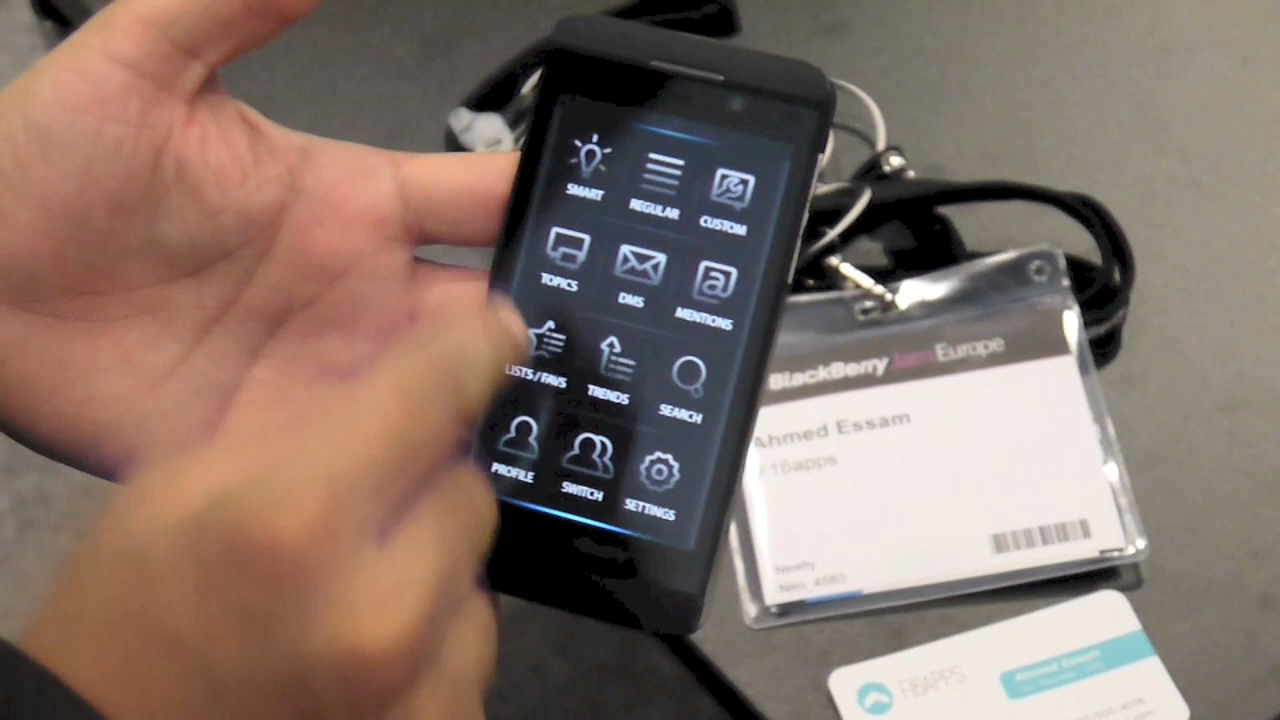 SMART
REGULAR
CUSTOM
TOPICS
DMS
MENTIONS
LISTS / FAVS
TRENDS
SEARCH
PROFILE
SWITCH
SETTINGS
BlackBerry Jam Europe
Ahmed Essam
16apps
F16APPS
Ahmed Essam